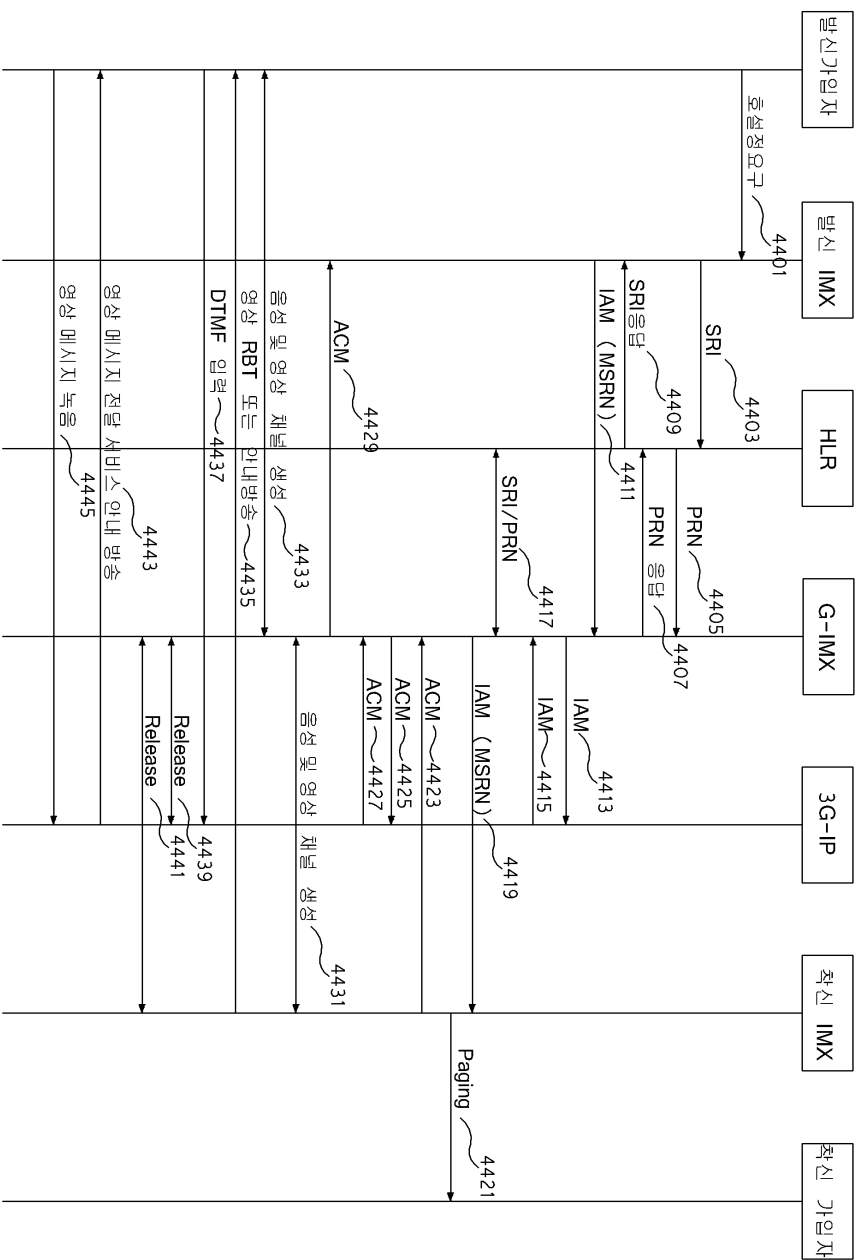 발신가입자
발신 IMX
HLR
G-IMX
3G-IP
착신 IMX
착신 가입자
호설정요구 4401
SRI 4403
PRN 4405
PRN 응답 4407
SRI응답 4409
IAM (MSRN) 4411
IAM 4413
IAM 4415
SRI/PRN 4417
IAM (MSRN) 4419
Paging 4421
ACM 4423
ACM 4425
ACM 4427
ACM 4429
음성 및 영상 채널 생성 4431
음성 및 영상 채널 생성 4433
영상 RBT 또는 안내방송 4435
DTMF 입력 4437
Release 4439
Release 4441
영상 메시지 전달 서비스 안내 방송 4443
영상 메시지 녹음 4445